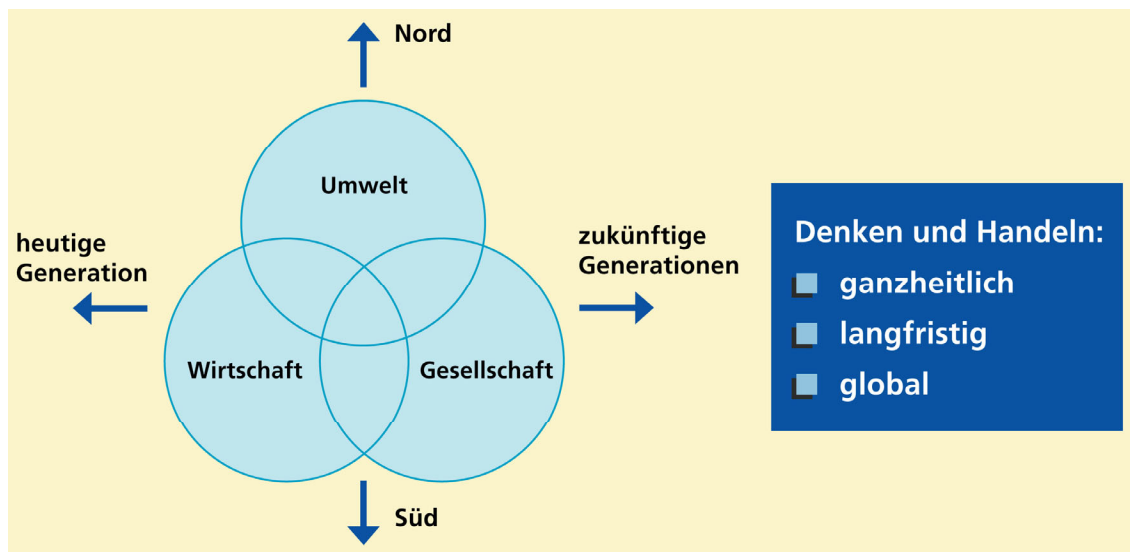 Nord
Umwelt
heutige
Generation
zukünftige
Generationen
Wirtschaft
Gesellschaft
Süd
Denken und Handeln:
ganzheitlich
langfristig
global